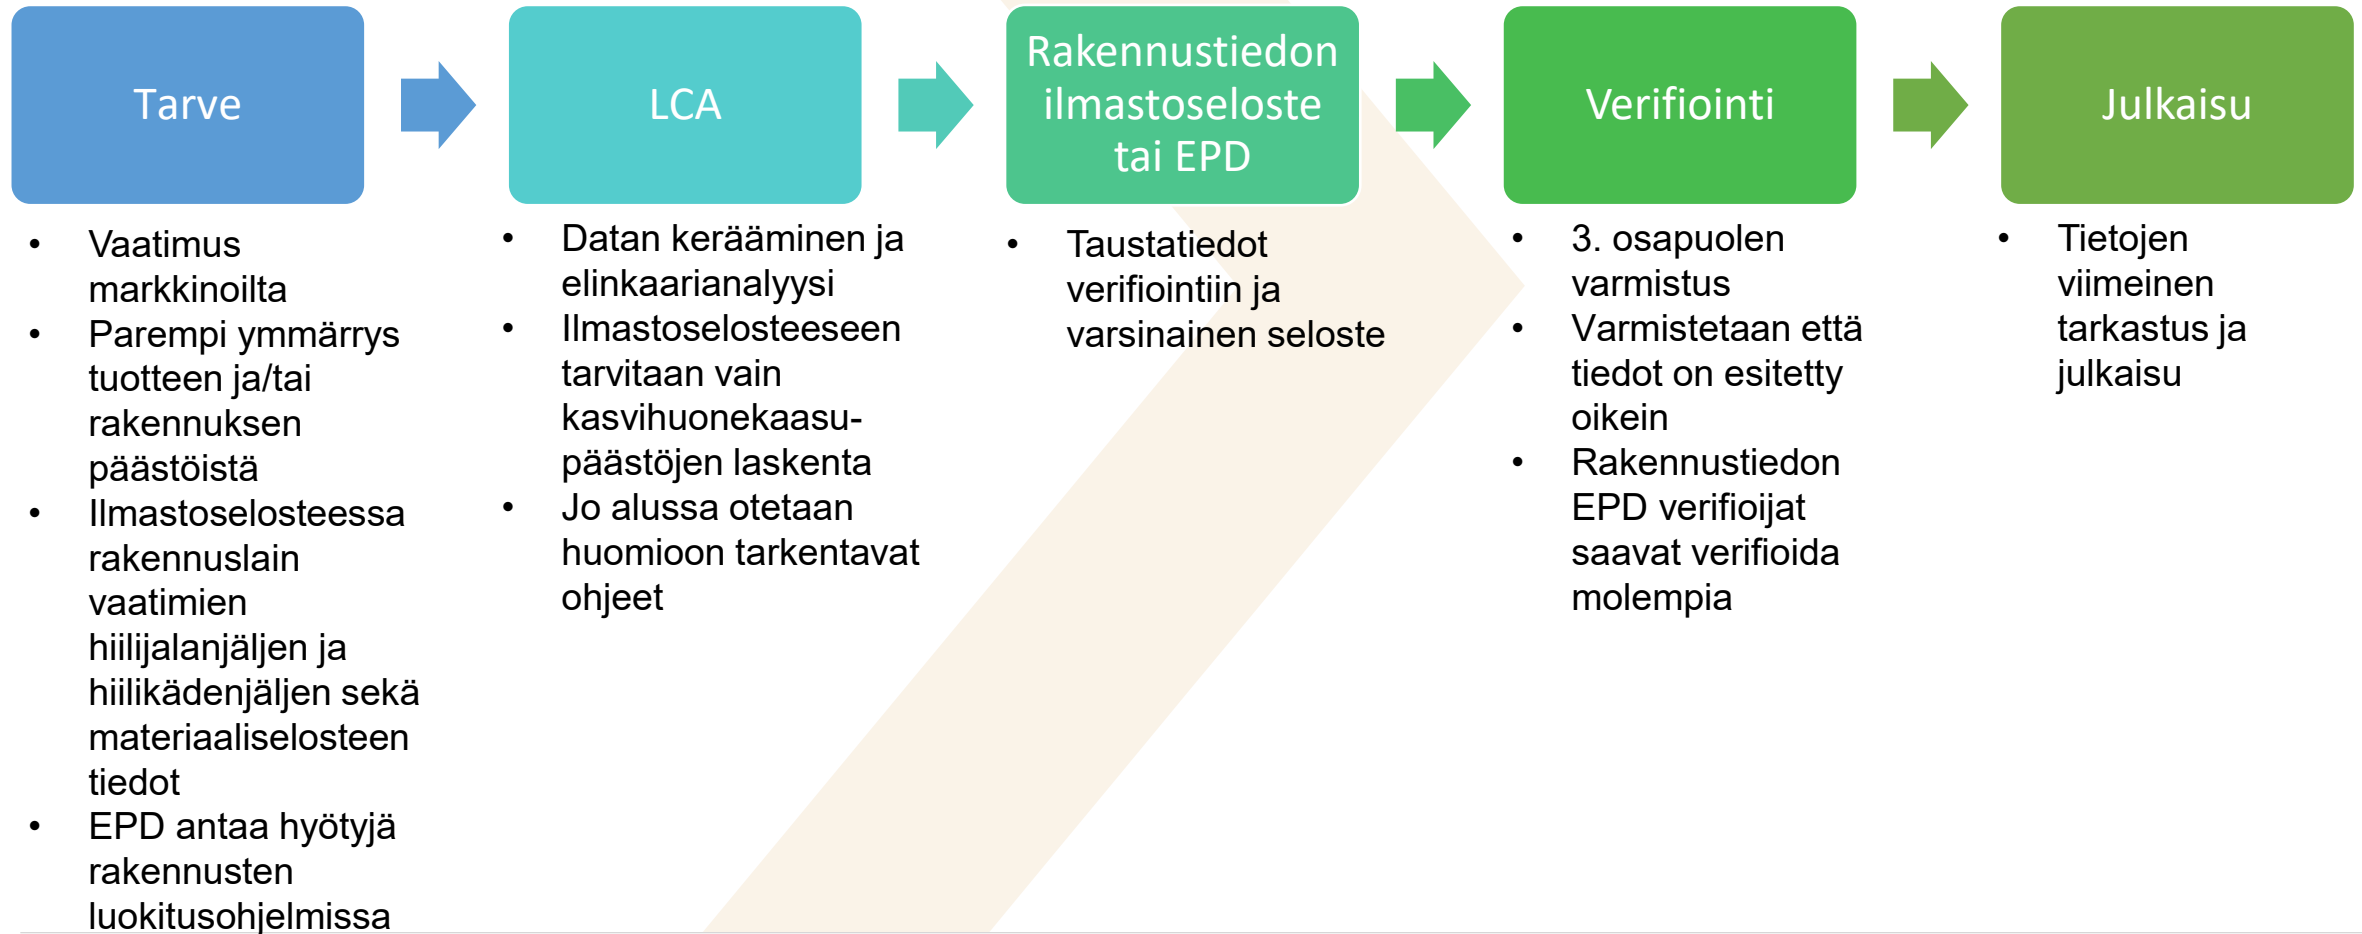 Tarve
LCA
Rakennustiedon
ilmastoseloste
tai EPD
Verifiointi
Julkaisu
• Vaatimus
markkinoilta
• Parempi ymmärrys
tuotteen ja/tai
rakennuksen
päästöistä
• Ilmastoselosteessa
rakennuslain
vaatimien
hiilijalanjäljen ja
hiilikädenjäljen sekä
materiaaliselosteen
tiedot
• EPD antaa hyötyjä
rakennusten
luokitusohjelmissa
• Datan kerääminen ja
elinkaarianalyysi
• Ilmastoselosteeseen
tarvitaan vain
kasvihuonekaasu-
päästöjen laskenta
• Jo alussa otetaan
huomioon tarkentavat
ohjeet
• Taustatiedot
verifiointiin ja
varsinainen seloste
• 3. osapuolen
varmistus
• Varmistetaan että
tiedot on esitetty
oikein
• Rakennustiedon
EPD verifioijat
saavat verifioida
molempia
• Tietojen
viimeinen
tarkastus ja
julkaisu